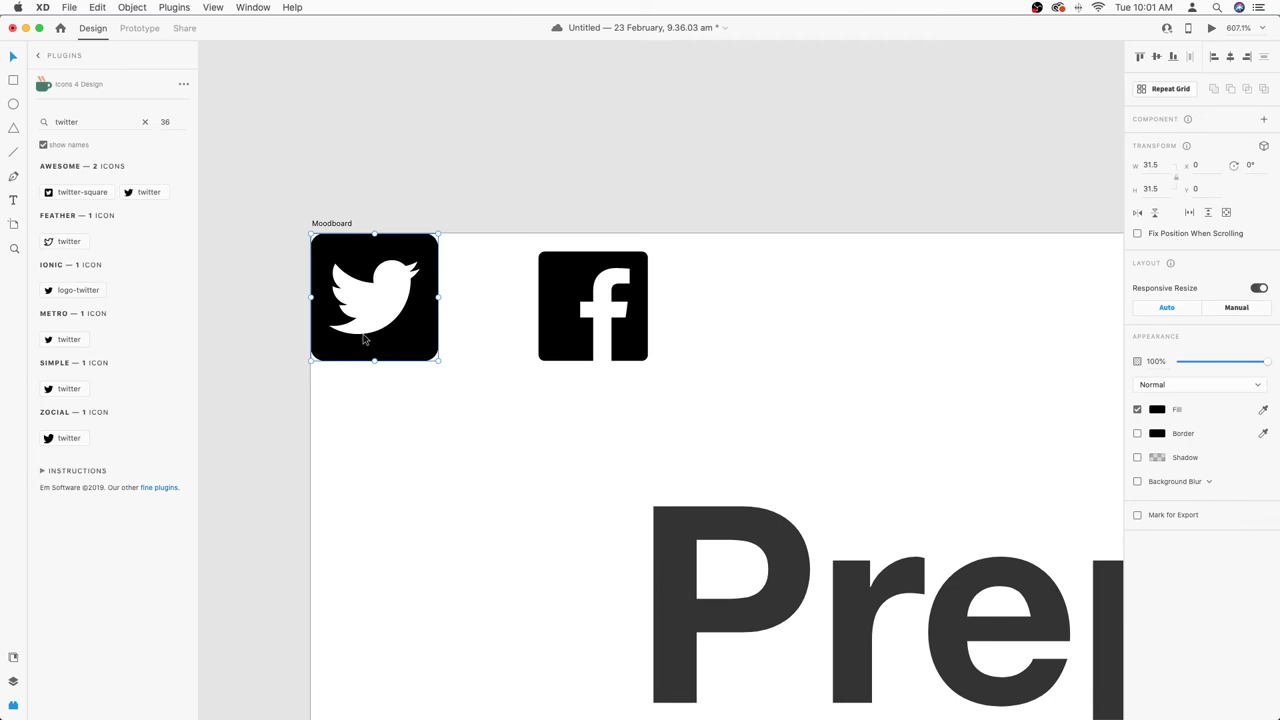 XD File Edit Object Plugins View Window Help Tue 10:01 AM
Design Prototype Share Untitled — 23 February, 9.36.03 am * 607.1%
PLUGINS
Icons 4 Design
twitter 36
show names
AWESOME — 2 ICONS
twitter-square twitter
FEATHER — 1 ICON
twitter
IONIC — 1 ICON
logo-twitter
METRO — 1 ICON
twitter
SIMPLE — 1 ICON
twitter
ZOCIAL — 1 ICON
twitter
INSTRUCTIONS
Em Software ©2019. Our other fine plugins.
Moodboard
Pre
Repeat Grid
COMPONENT
TRANSFORM
W 31.5 X 0 0°
H 31.5 Y 0
Fix Position When Scrolling
LAYOUT
Responsive Resize
Auto Manual
APPEARANCE
100%
Normal
Fill
Border
Shadow
Background Blur
Mark for Export